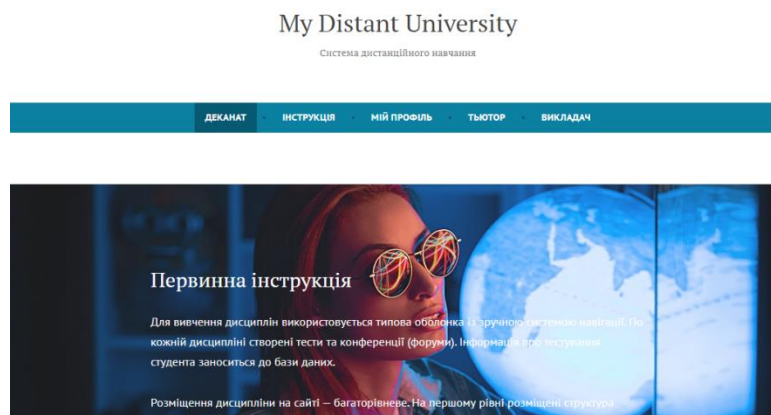 My Distant University
Система дистанційного навчання
ДЕКАНАТ ІНСТРУКЦІЯ МІЙ ПРОФІЛЬ ТЬЮТОР ВИКЛАДАЧ
Первинна інструкція
Для вивчення дисциплін використовується типова оболонка із зручною системою навігації. По
кожній дисципліні створені тести та конференції (форуми). Інформація про тестування
студента заноситься до бази даних.
Розміщення дисципліни на сайті — багаторівневе. На першому рівні розміщені структура